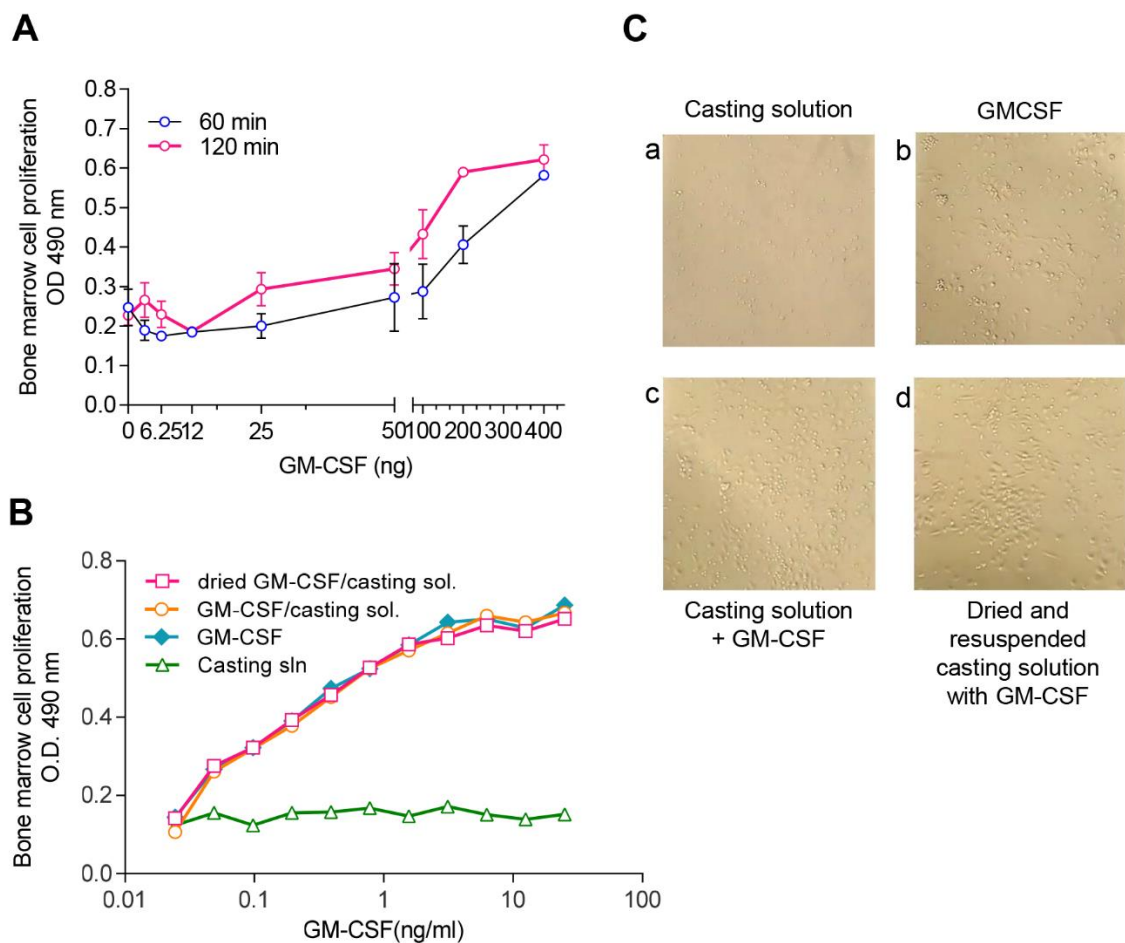 A
Bone marrow cell proliferation
OD 490 nm
0.8
0.7
0.6
0.5
0.4
0.3
0.2
0.1
0.0
60 min
120 min
0 6.25 12 25 50 100 200 300 400
GM-CSF (ng)
B
Bone marrow cell proliferation
O.D. 490 nm
0.8
0.6
0.4
0.2
0.0
dried GM-CSF/casting sol.
GM-CSF/casting sol.
GM-CSF
Casting sln
0.01 0.1 1 10 100
GM-CSF(ng/ml)
C
Casting solution
GMCSF
a
b
c
d
Casting solution
+ GM-CSF
Dried and
resuspended
casting solution
with GM-CSF